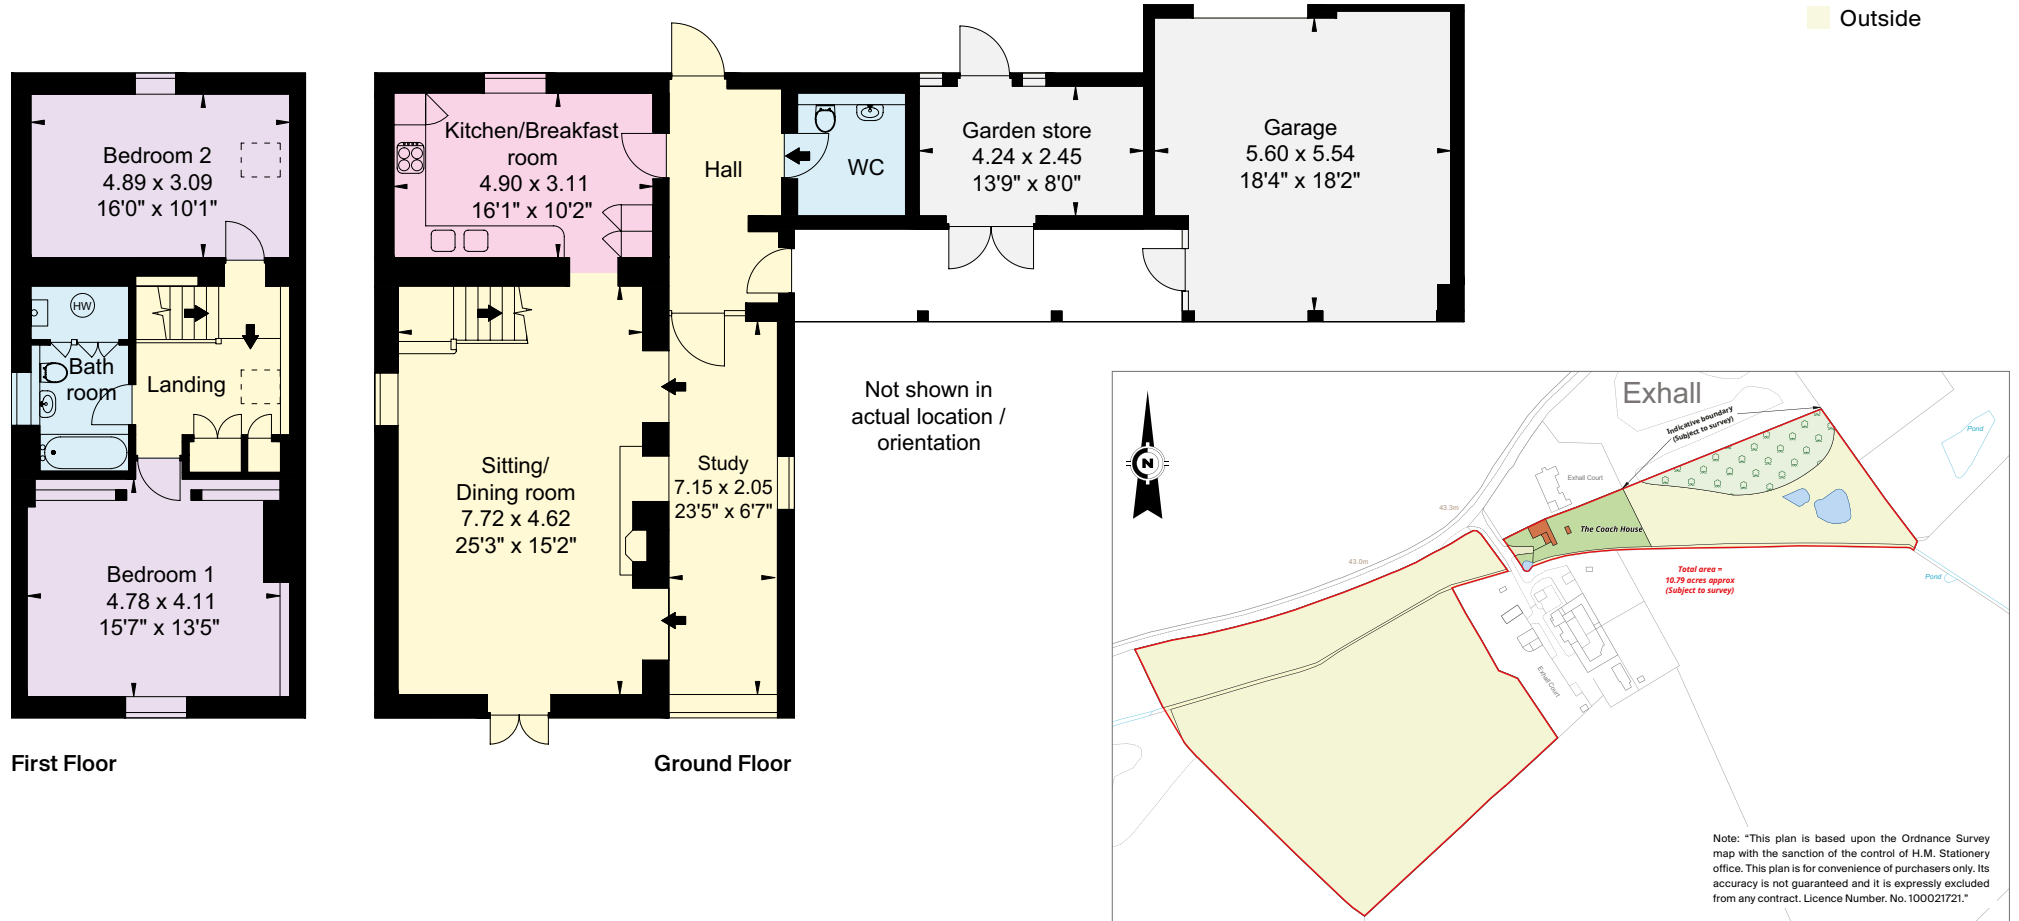 Outside
Bedroom 2
4.89 x 3.09
16'0" x 10'1"
HW
Bath
room
Landing
Bedroom 1
4.78 x 4.11
15'7" x 13'5"
First Floor
Kitchen/Breakfast
room
4.90 x 3.11
16'1" x 10'2"
Hall
WC
Garden store
4.24 x 2.45
13'9" x 8'0"
Garage
5.60 x 5.54
18'4" x 18'2"
Sitting/
Dining room
7.72 x 4.62
25'3" x 15'2"
Study
7.15 x 2.05
23'5" x 6'7"
Ground Floor
Not shown in
actual location /
orientation
N
Exhall
Indicative boundary
(Subject to survey)
Pond
Exhall Court
43.3m
The Coach House
43.0m
Total area =
10.79 acres approx
(Subject to survey)
Pond
Exhall Court
Note: “This plan is based upon the Ordnance Survey
map with the sanction of the control of H.M. Stationery
office. This plan is for convenience of purchasers only. Its
accuracy is not guaranteed and it is expressly excluded
from any contract. Licence Number. No. 100021721.”